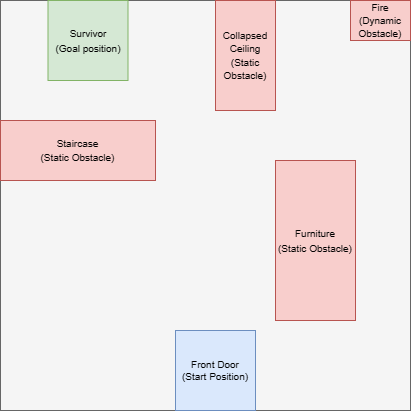 Survivor
(Goal position)
Collapsed
Ceiling
(Static
Obstacle)
Fire
(Dynamic
Obstacle)
Staircase
(Static Obstacle)
Furniture
(Static Obstacle)
Front Door
(Start Position)